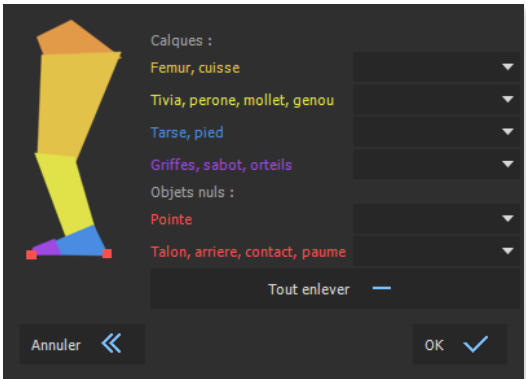 Calques :
Femur, cuisse
Tivia, perone, mollet, genou
Tarse, pied
Griffes, sabot, orteils
Objets nuls :
Pointe
Talon, arriere, contact, paume
Tout enlever
Annuler
OK